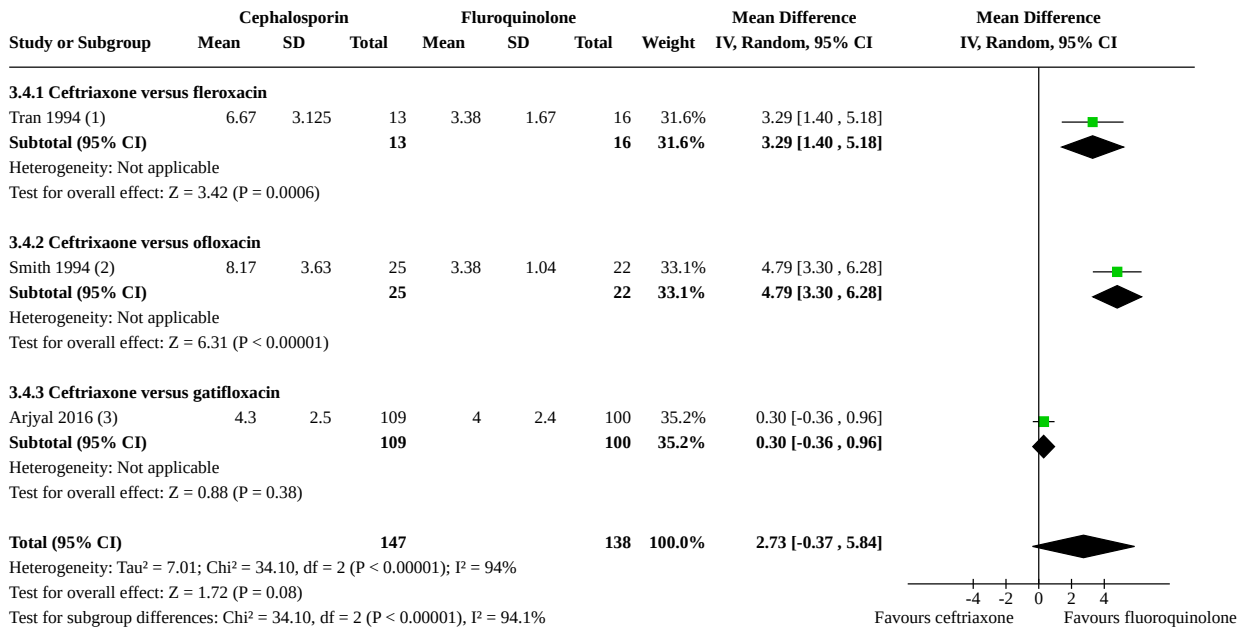 Cephalosporin Fluroquinolone Mean Difference Mean Difference
Study or Subgroup Mean SD Total Mean SD Total Weight IV, Random, 95% CI IV, Random, 95% CI
3.4.1 Ceftriaxone versus fleroxacin
Tran 1994 (1) 6.67 3.125 13 3.38 1.67 16 31.6% 3.29 [1.40 , 5.18]
Subtotal (95% CI) 13 16 31.6% 3.29 [1.40 , 5.18]
Heterogeneity: Not applicable
Test for overall effect: Z = 3.42 (P = 0.0006)
3.4.2 Ceftrixaone versus ofloxacin
Smith 1994 (2) 8.17 3.63 25 3.38 1.04 22 33.1% 4.79 [3.30 , 6.28]
Subtotal (95% CI) 25 22 33.1% 4.79 [3.30 , 6.28]
Heterogeneity: Not applicable
Test for overall effect: Z = 6.31 (P < 0.00001)
3.4.3 Ceftriaxone versus gatifloxacin
Arjyal 2016 (3) 4.3 2.5 109 4 2.4 100 35.2% 0.30 [-0.36 , 0.96]
Subtotal (95% CI) 109 100 35.2% 0.30 [-0.36 , 0.96]
Heterogeneity: Not applicable
Test for overall effect: Z = 0.88 (P = 0.38)
Total (95% CI) 147 138 100.0% 2.73 [-0.37 , 5.84]
Heterogeneity: Tau² = 7.01; Chi² = 34.10, df = 2 (P < 0.00001); I² = 94%
Test for overall effect: Z = 1.72 (P = 0.08) -4 -2 0 2 4
Test for subgroup differences: Chi² = 34.10, df = 2 (P < 0.00001), I² = 94.1% Favours ceftriaxone Favours fluoroquinolone